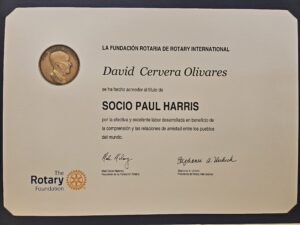 LA FUNDACIÓN ROTARIA DE ROTARY INTERNATIONAL
David Cervera Olivares
se ha hecho acreedor al título de
SOCIO PAUL HARRIS
por la efectiva y excelente labor desarrollada en beneficio de
la comprensión y las relaciones de amistad entre los pueblos
del mundo.
The
Rotary
Foundation